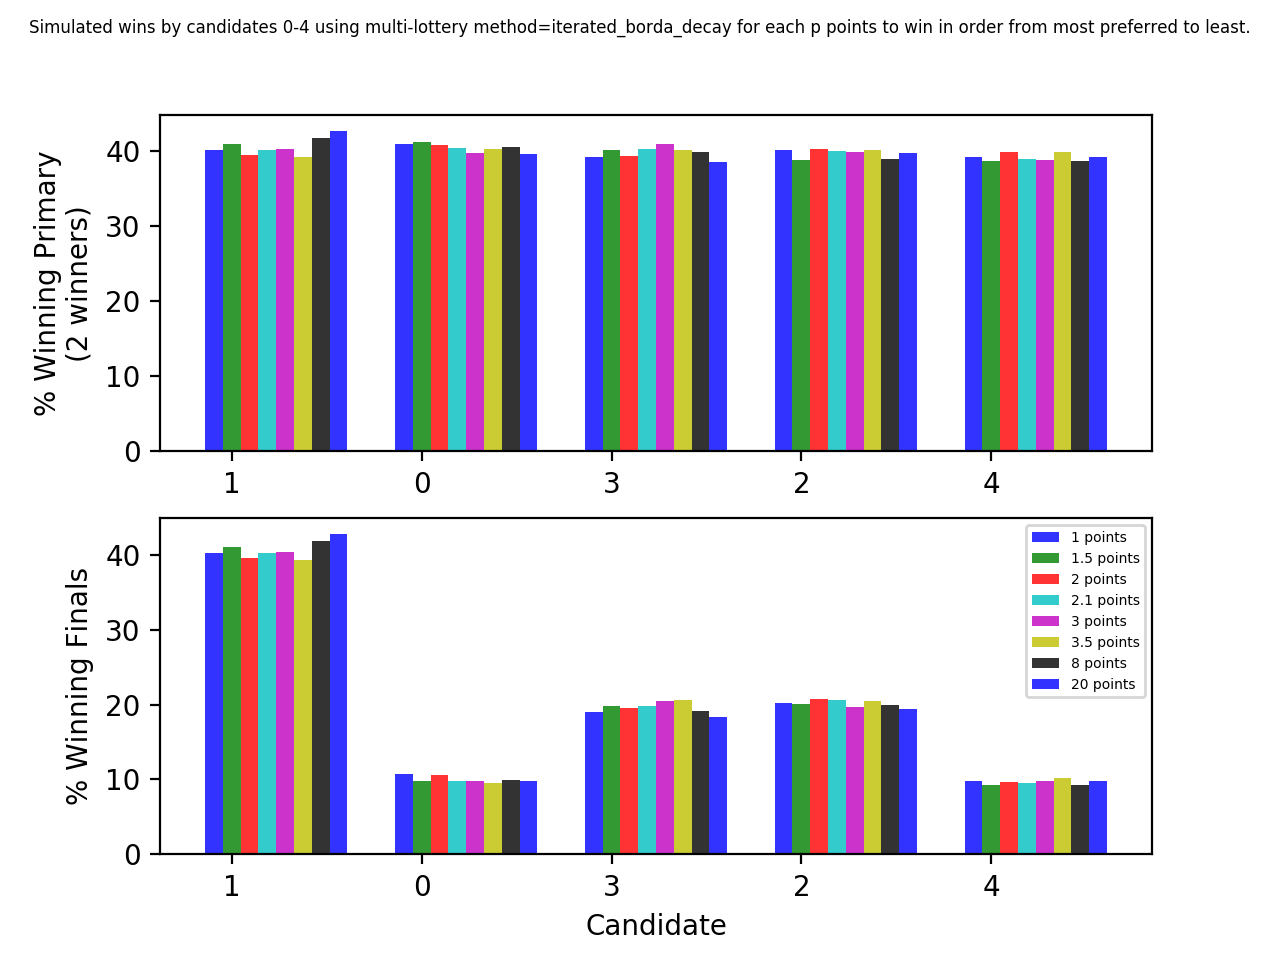 Simulated wins by candidates 0-4 using multi-lottery method=iterated_borda_decay for each p points to win in order from most preferred to least.
% Winning Primary
(2 winners)
40
30
20
10
0
1 0 3 2 4
% Winning Finals
40
30
20
10
0
1 points
1.5 points
2 points
2.1 points
3 points
3.5 points
8 points
20 points
1 0 3 2 4
Candidate